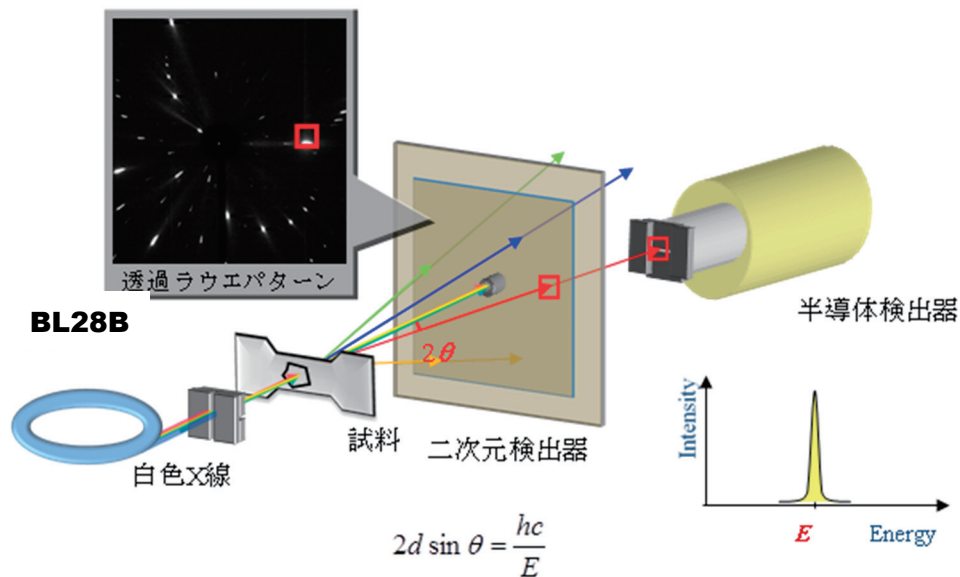 透過ラウエパターン
BL28B
半導体検出器
2θ
試料
二次元検出器
白色X線
Intensity
E
Energy
2d sin θ = hc/E